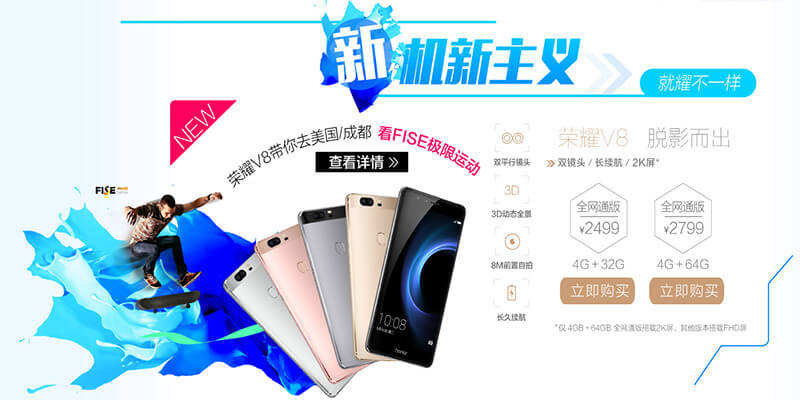 新机新主义
就耀不一样
NEW
荣耀V8带你去美国/成都 看FISE极限运动
查看详情
FISE
双平行镜头
3D
3D动态全景
8M前置自拍
长久续航
荣耀V8 脱影而出
双镜头 / 长续航 / 2K屏*
全网通版
¥2499
4G+32G
立即购买
全网通版
¥2799
4G+64G
立即购买
*仅 4GB+64GB 全网通版搭载2K屏，其他版本搭载FHD屏
10:08
honor